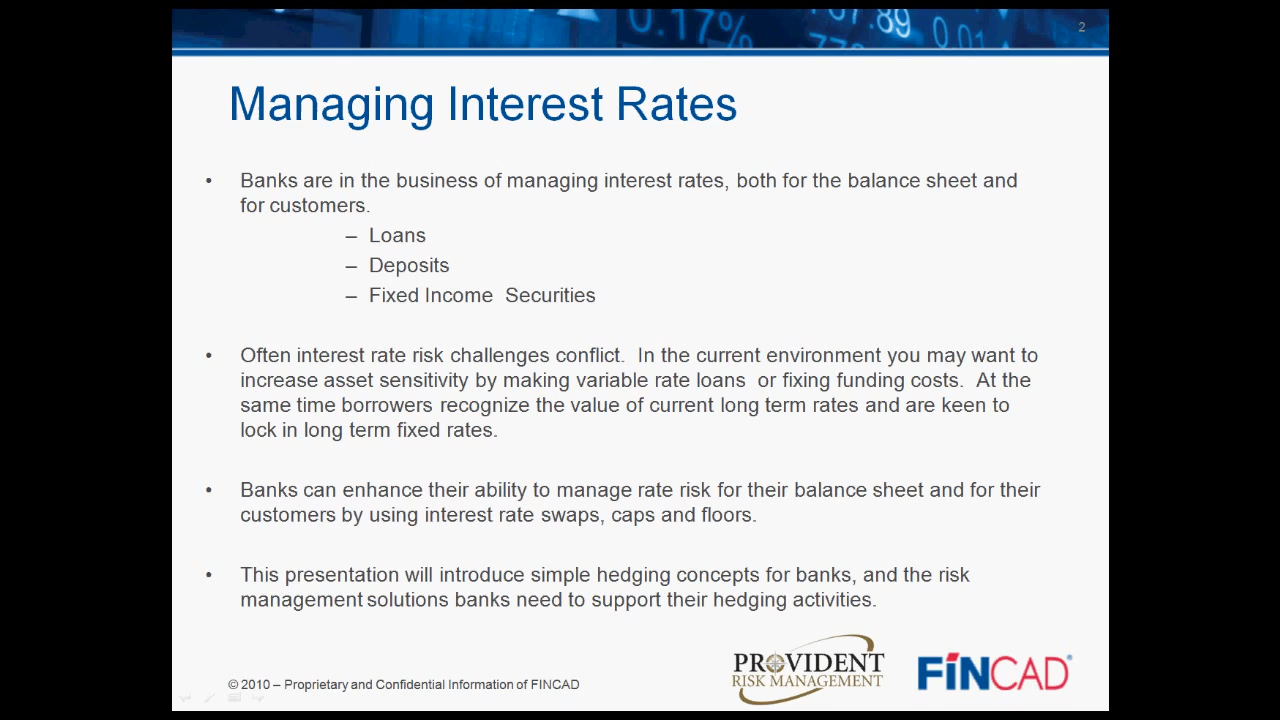 0.17%
767.89
0.01
2
Managing Interest Rates
• Banks are in the business of managing interest rates, both for the balance sheet and
for customers.
– Loans
– Deposits
– Fixed Income  Securities
• Often interest rate risk challenges conflict.  In the current environment you may want to
increase asset sensitivity by making variable rate loans  or fixing funding costs.  At the
same time borrowers recognize the value of current long term rates and are keen to
lock in long term fixed rates.
• Banks can enhance their ability to manage rate risk for their balance sheet and for their
customers by using interest rate swaps, caps and floors.
• This presentation will introduce simple hedging concepts for banks, and the risk
management solutions banks need to support their hedging activities.
© 2010 – Proprietary and Confidential Information of FINCAD
PROVIDENT
RISK MANAGEMENT
FINCAD®